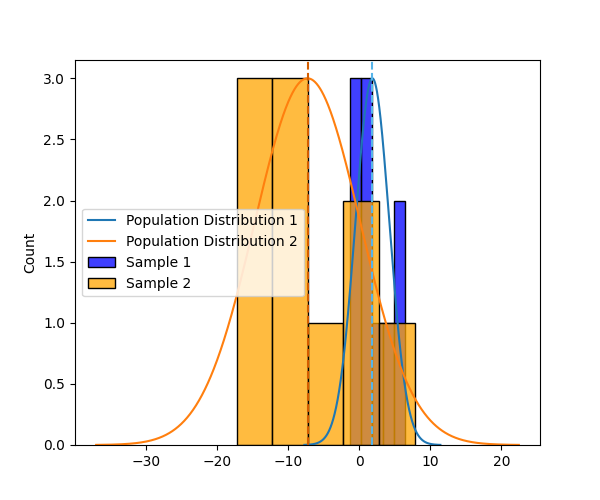 3.0
2.5
2.0
1.5
1.0
0.5
0.0
Count
Population Distribution 1
Population Distribution 2
Sample 1
Sample 2
−30
−20
−10
0
10
20